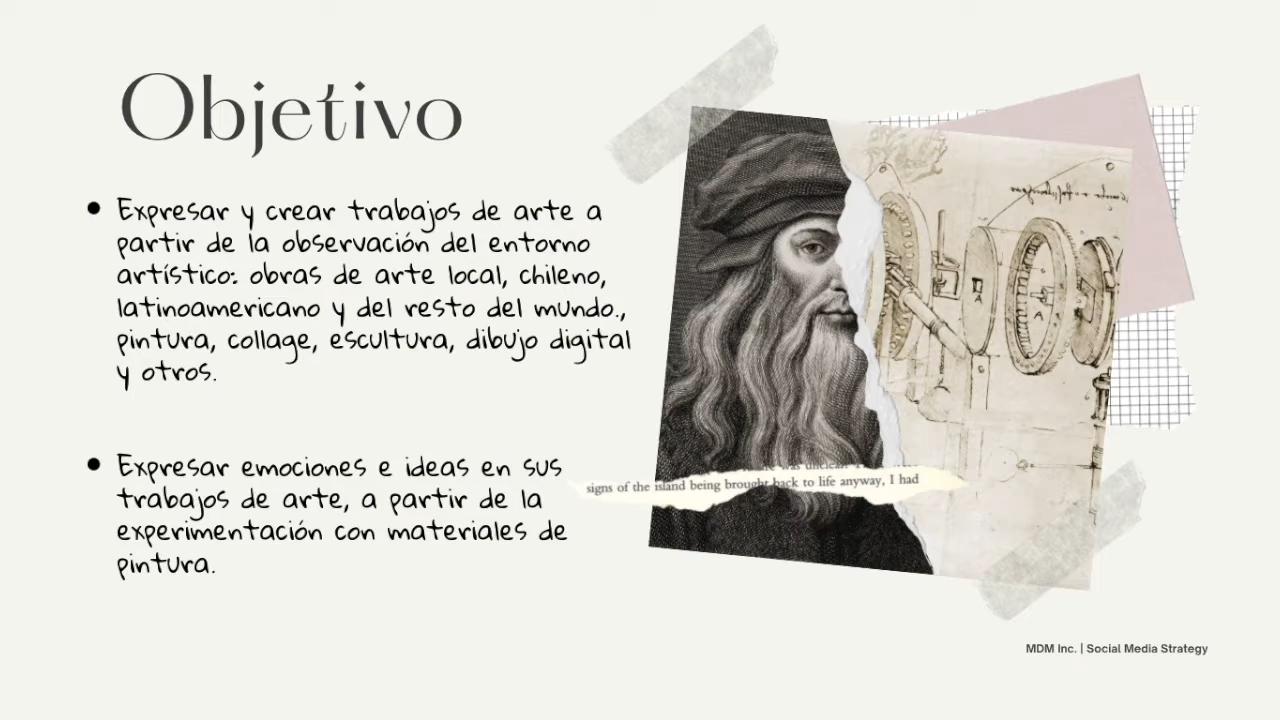 Objetivo
Expresar y crear trabajos de arte a
partir de la observación del entorno
artístico: obras de arte local, chileno,
latinoamericano y del resto del mundo.,
pintura, collage, escultura, dibujo digital
y otros.
Expresar emociones e ideas en sus
trabajos de arte, a partir de la
experimentación con materiales de
pintura.
was unclear.
signs of the island being brought back to life anyway, I had
MDM Inc. | Social Media Strategy